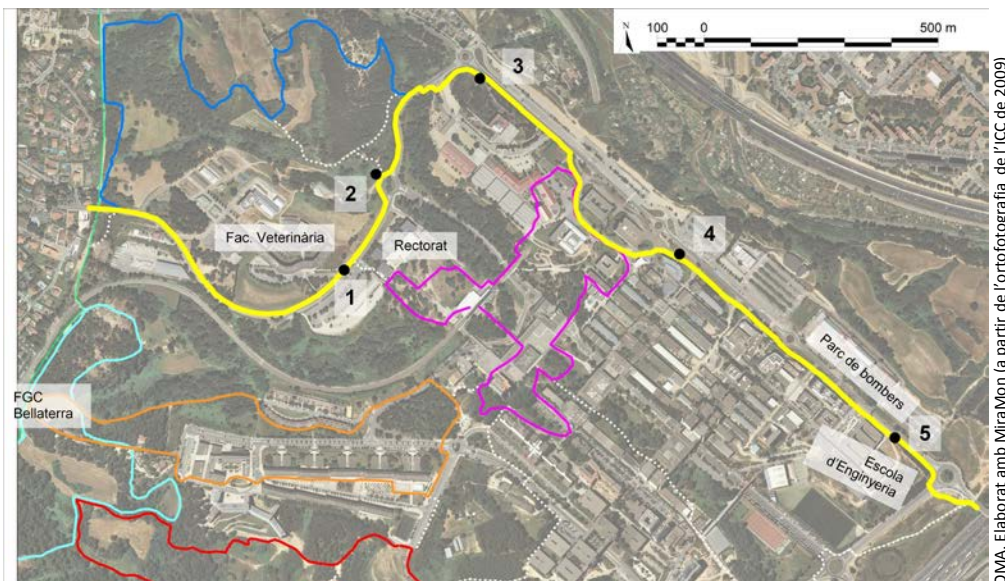 N
100 0 500 m
3
2
Fac. Veterinària
Rectorat
4
1
Parc de bombers
FGC
Bellaterra
5
Escola
d'Enginyeria
OMA. Elaborat amb MiraMon (a partir de l'ortofotografia de l'ICC de 2009)